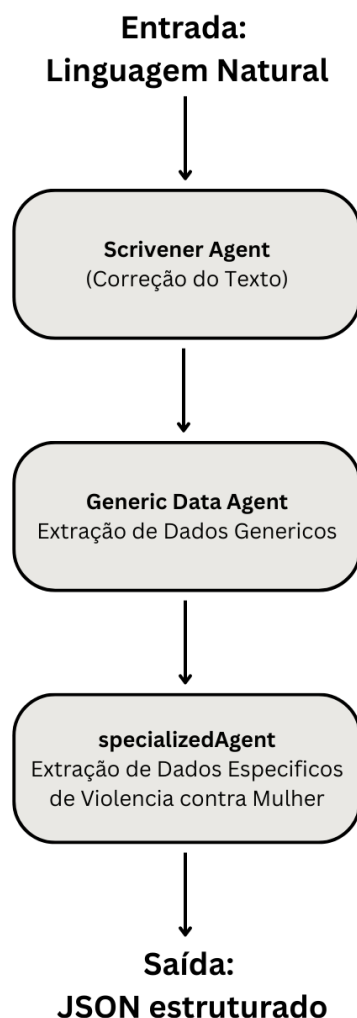 Entrada:
Linguagem Natural
Scrivener Agent
(Correção do Texto)
Generic Data Agent
Extração de Dados Genericos
specializedAgent
Extração de Dados Especificos
de Violencia contra Mulher
Saída:
JSON estruturado